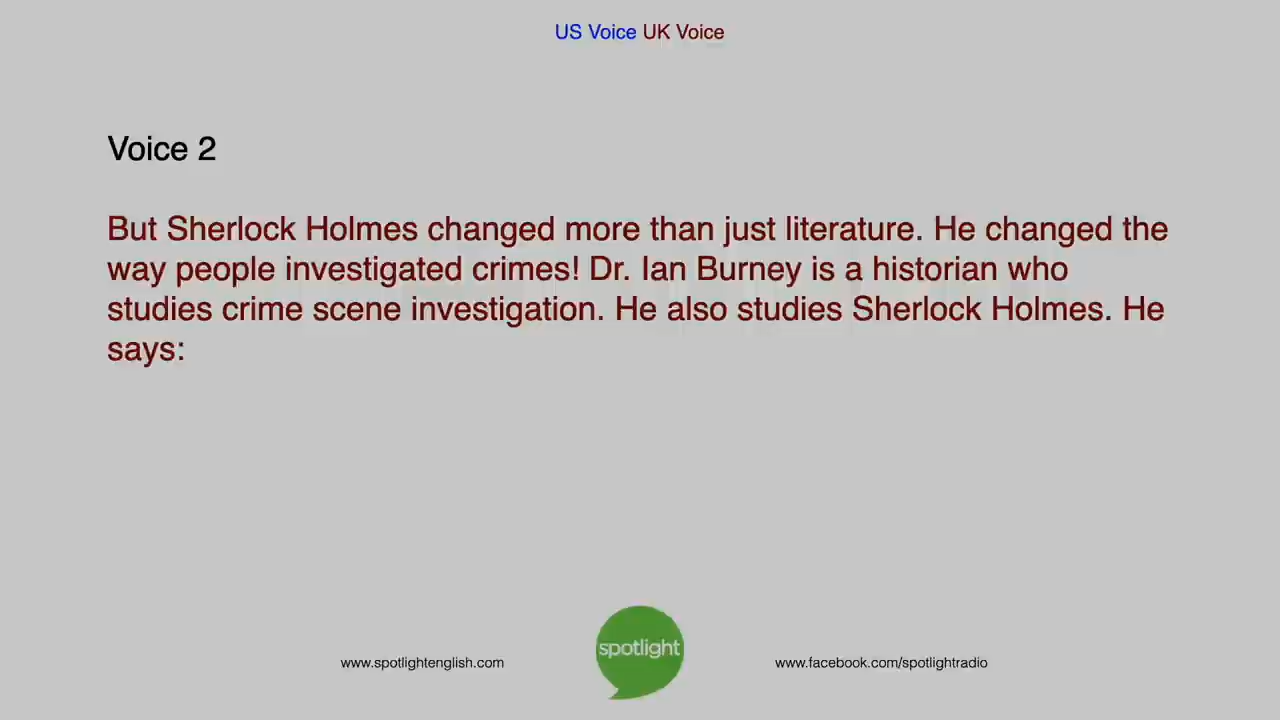 US Voice UK Voice
Voice 2
But Sherlock Holmes changed more than just literature. He changed the
way people investigated crimes! Dr. Ian Burney is a historian who
studies crime scene investigation. He also studies Sherlock Holmes. He
says:
www.spotlightenglish.com
spotlight
www.facebook.com/spotlightradio